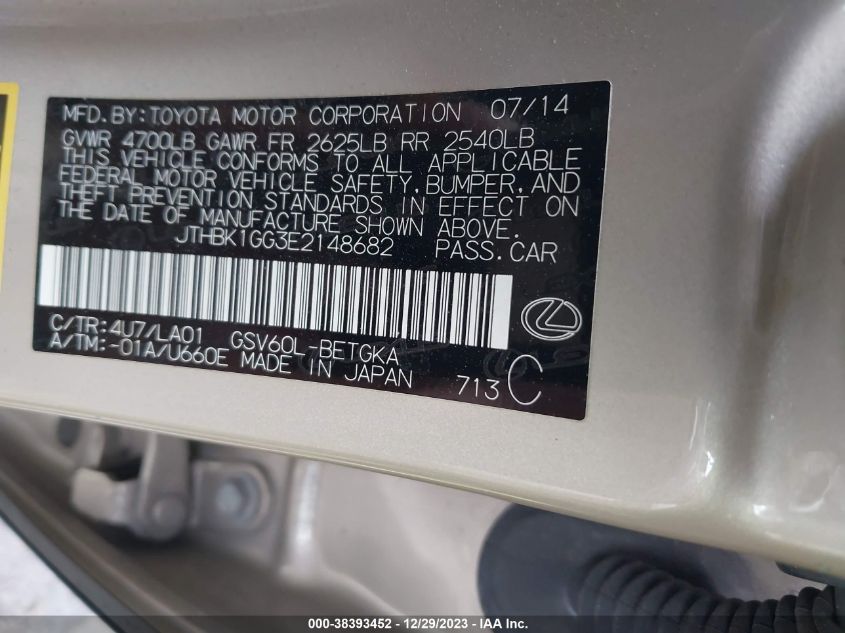 MFD.BY:TOYOTA MOTOR CORPORATION 07/14
GVWR 4700LB GAWR FR 2625LB RR 2540LB
THIS VEHICLE CONFORMS TO ALL APPLICABLE
FEDERAL MOTOR VEHICLE SAFETY,BUMPER,AND
THEFT PREVENTION STANDARDS IN EFFECT ON
THE DATE OF MANUFACTURE SHOWN ABOVE.
JTHBK1GG3E2148682 PASS.CAR
C/TR:4U7/LA01 GSV60L-BETGKA
A/TM:-01A/U660E MADE IN JAPAN 713 C
000-38393452 - 12/29/2023 - IAA Inc.